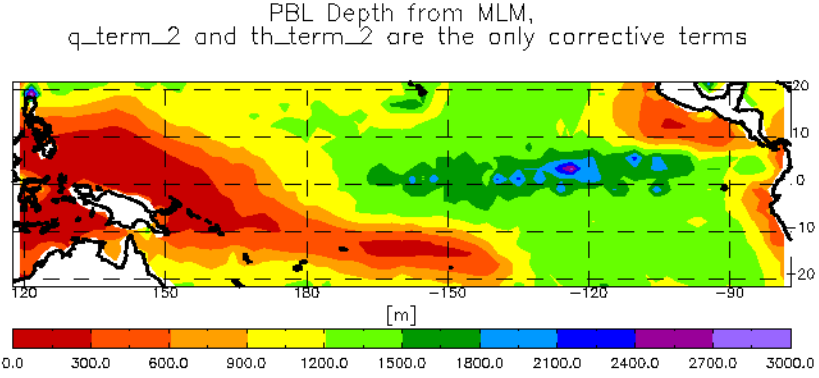 PBL Depth from MLM,
q_term_2 and th_term_2 are the only corrective terms
20
10
.0
-10
-20
120 150 180 -150 -120 -90
[m]
0.0 300.0 600.0 900.0 1200.0 1500.0 1800.0 2100.0 2400.0 2700.0 3000.0